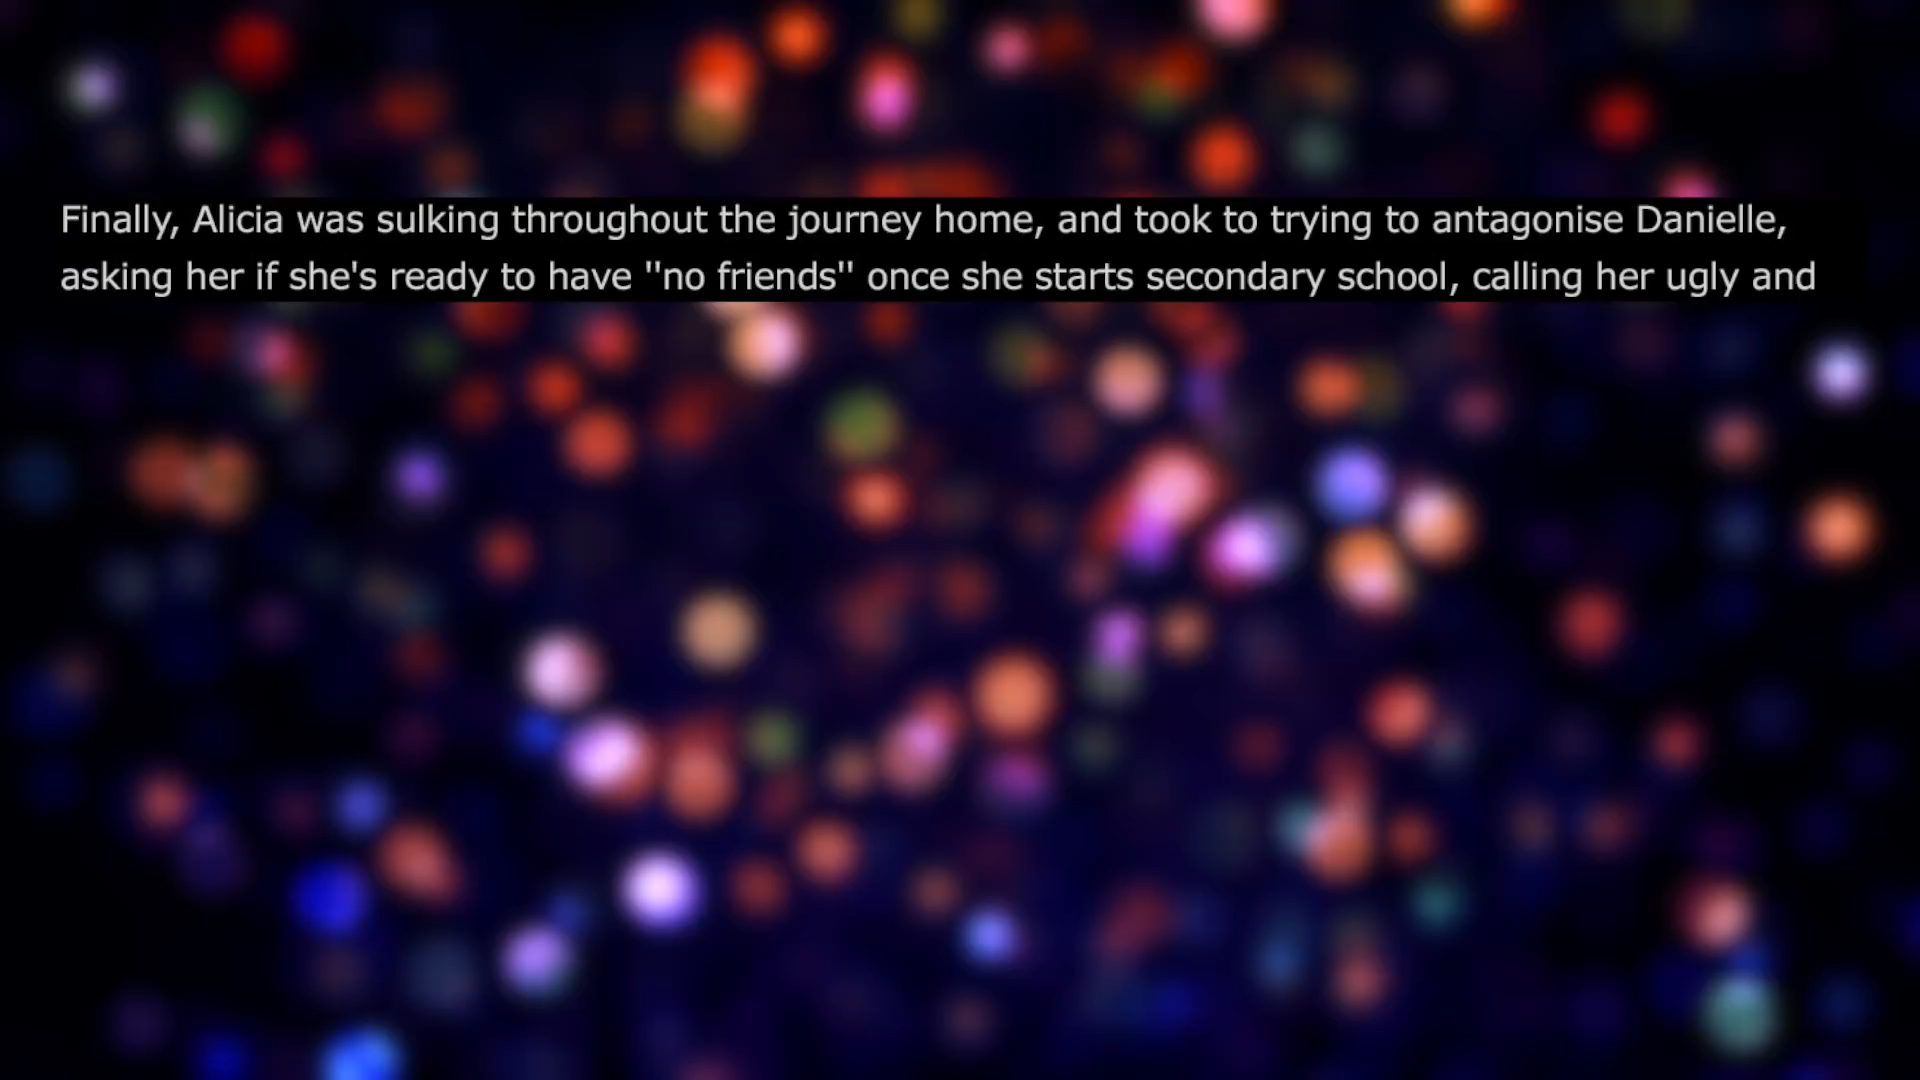 Finally, Alicia was sulking throughout the journey home, and took to trying to antagonise Danielle,
asking her if she's ready to have "no friends" once she starts secondary school, calling her ugly and